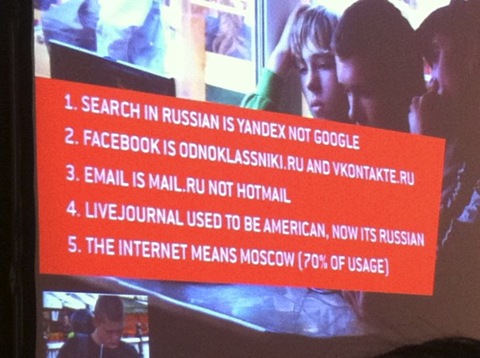 1. SEARCH IN RUSSIAN IS YANDEX NOT GOOGLE
2. FACEBOOK IS ODNOKLASSNIKI.RU AND VKONTAKTE.RU
3. EMAIL IS MAIL.RU NOT HOTMAIL
4. LIVEJOURNAL USED TO BE AMERICAN, NOW ITS RUSSIAN
5. THE INTERNET MEANS MOSCOW (70% OF USAGE)